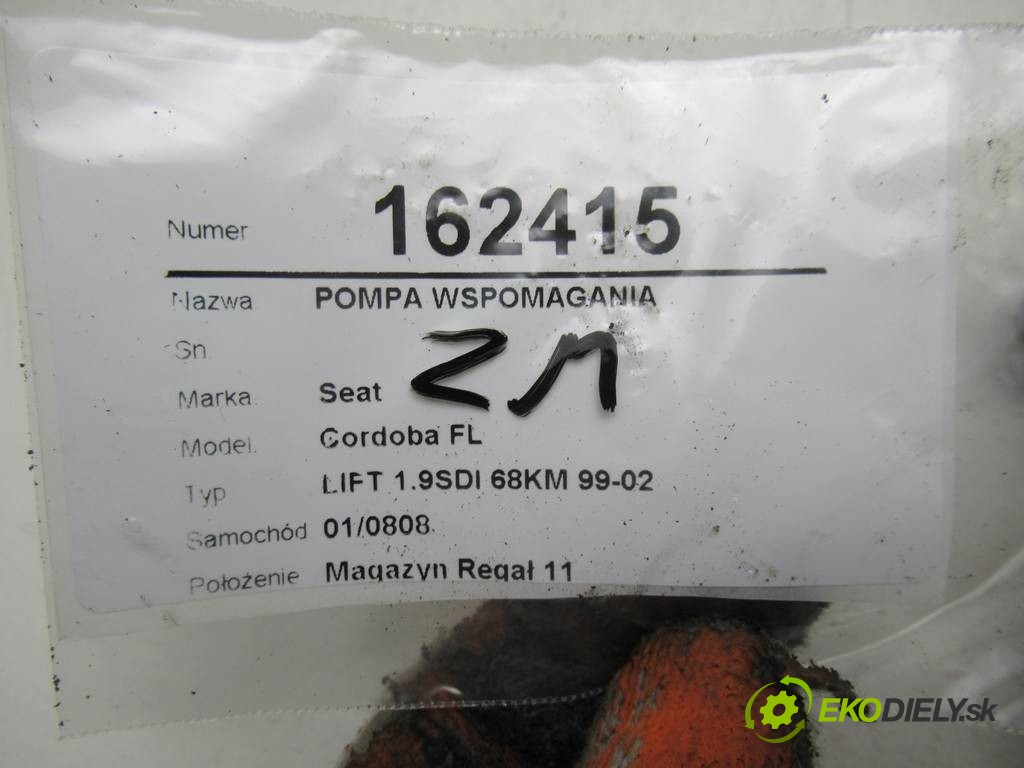 Numer 162415
Nazwa POMPA WSPOMAGANIA
Sn
Marka Seat
Model Cordoba FL
Typ LIFT 1.9SDI 68KM 99-02
Samochód 01/0808
Położenie Magazyn Regał 11
EKODIELY.sk